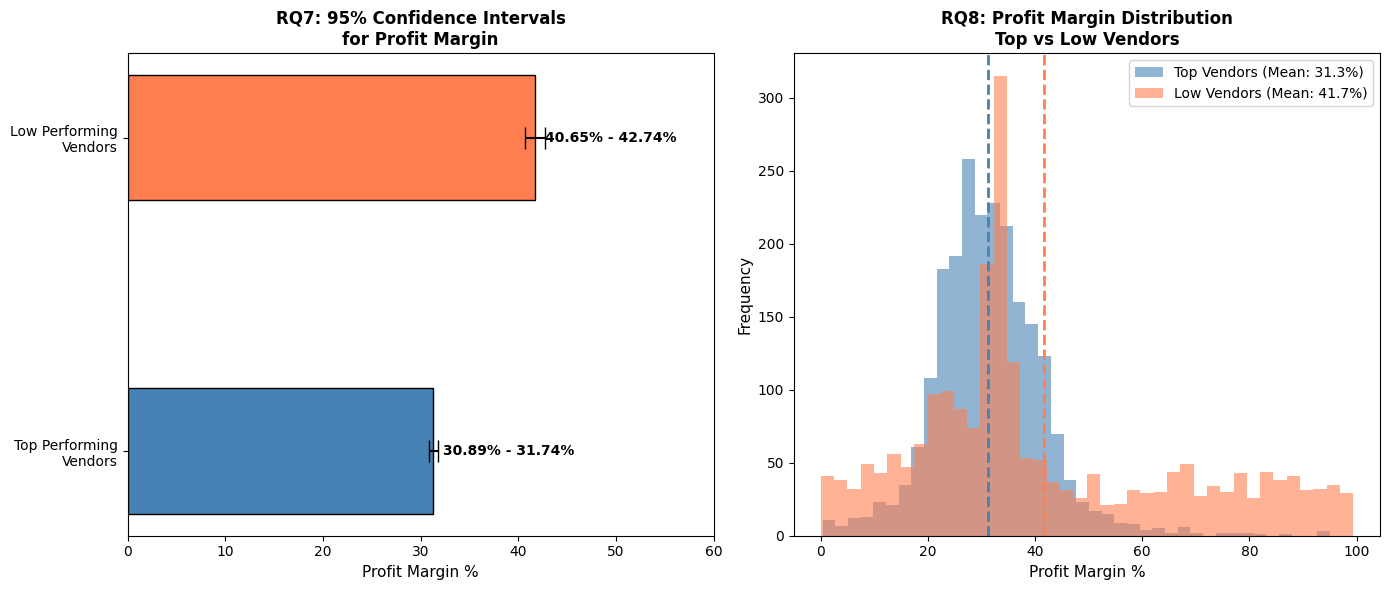 RQ7: 95% Confidence Intervals
for Profit Margin
Low Performing
Vendors
40.65% - 42.74%
Top Performing
Vendors
30.89% - 31.74%
0 10 20 30 40 50 60
Profit Margin %
RQ8: Profit Margin Distribution
Top vs Low Vendors
Top Vendors (Mean: 31.3%)
Low Vendors (Mean: 41.7%)
Frequency
300
250
200
150
100
50
0
0 20 40 60 80 100
Profit Margin %